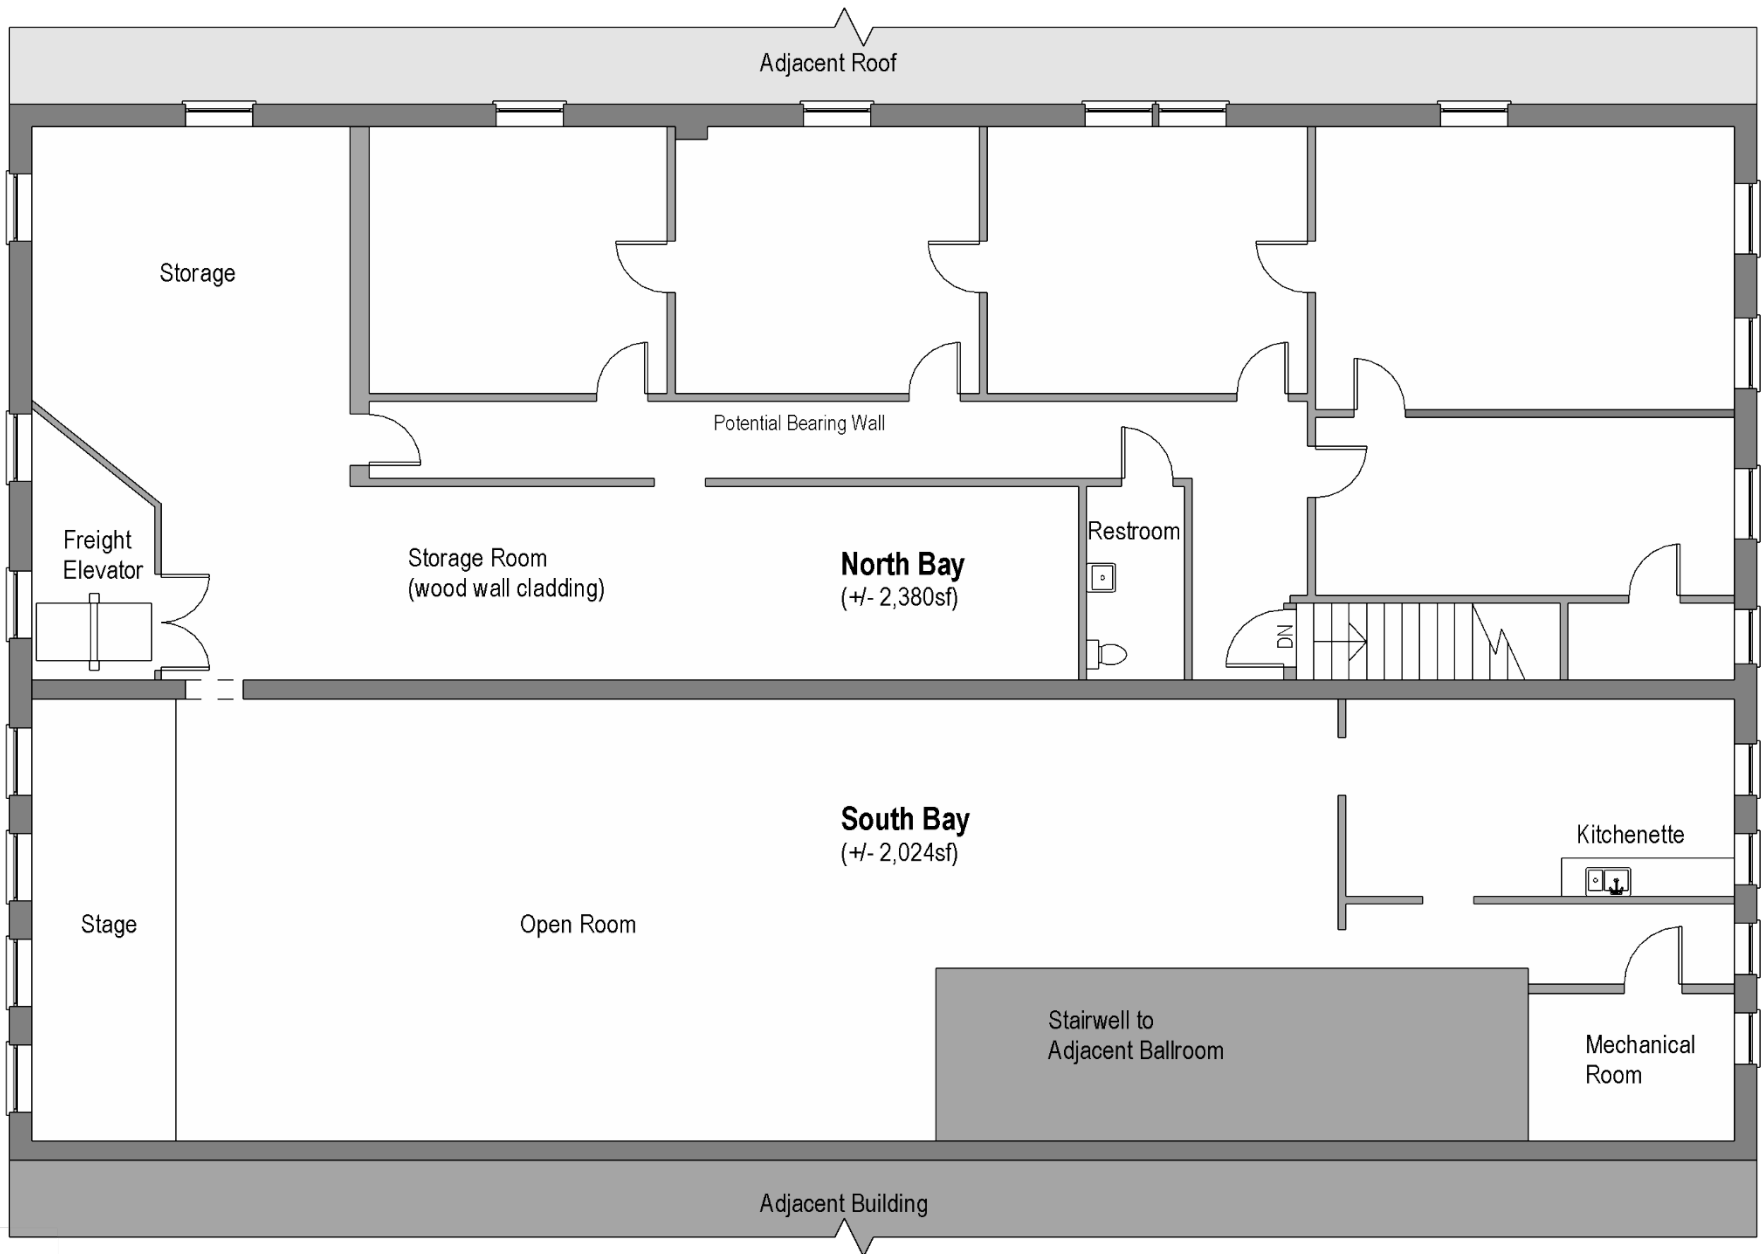 Adjacent Roof
Storage
Potential Bearing Wall
Freight
Elevator
Storage Room
(wood wall cladding)
North Bay
(+/- 2,380sf)
Restroom
DN
South Bay
(+/- 2,024sf)
Kitchenette
Stage
Open Room
Stairwell to
Adjacent Ballroom
Mechanical
Room
Adjacent Building